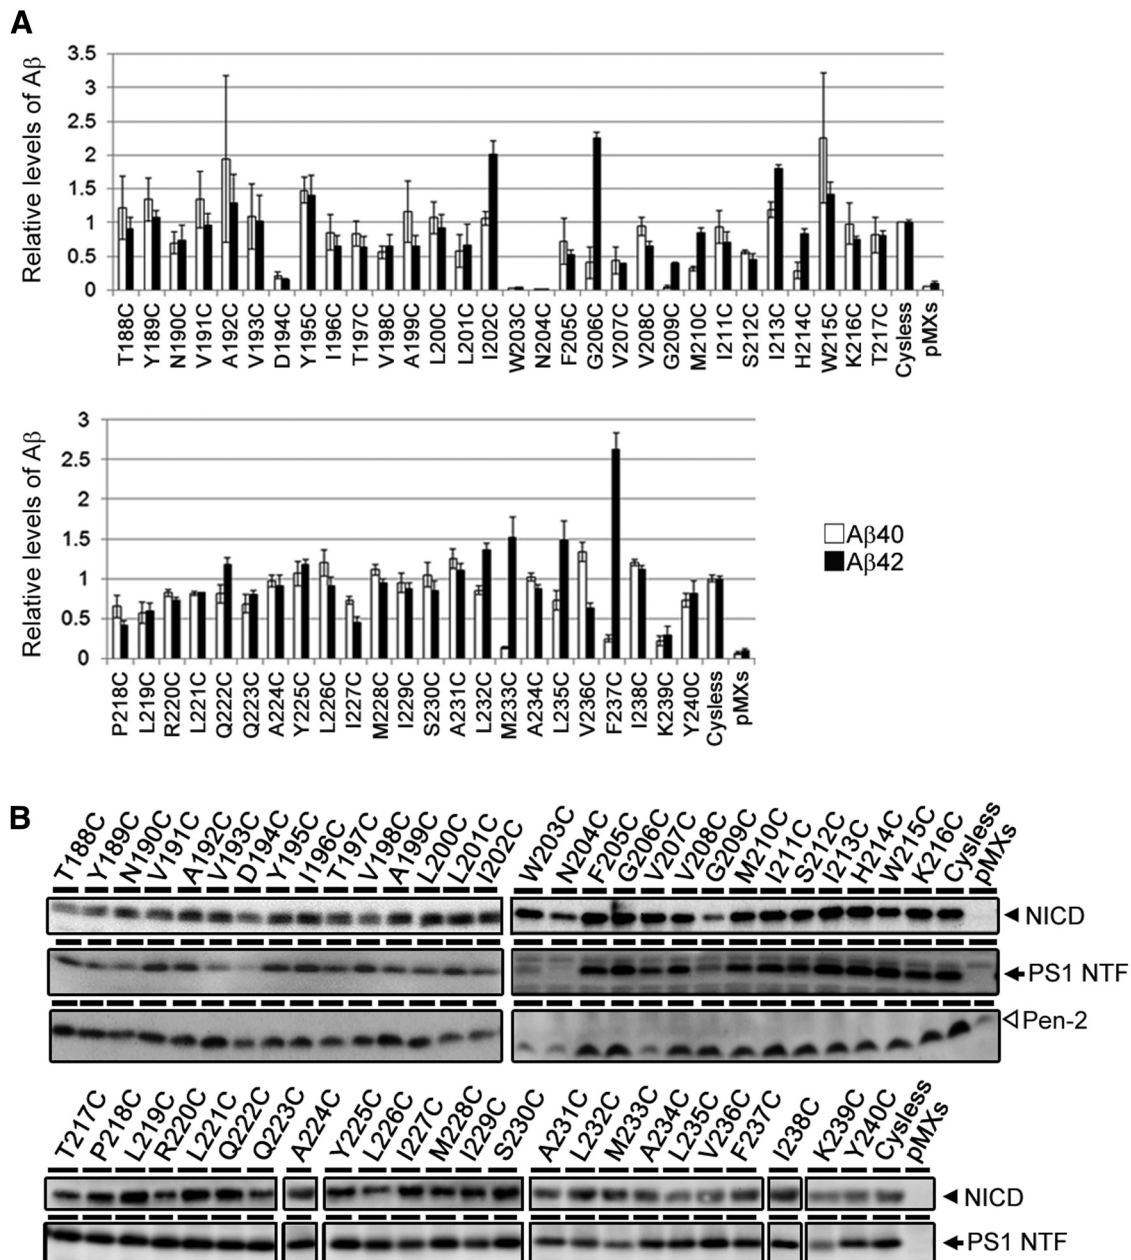 A
Relative levels of Aβ
3.5
3
2.5
2
1.5
1
0.5
0
T188C Y189C N190C V191C A192C V193C D194C Y195C I196C T197C V198C A199C L200C L201C I202C W203C N204C F205C G206C V207C V208C G209C M210C I211C S212C I213C H214C W215C K216C T217C Cysless pMXs
Relative levels of Aβ
3
2.5
2
1.5
1
0.5
0
P218C L219C R220C L221C Q222C Q223C A224C Y225C L226C I227C M228C I229C S230C A231C L232C M233C A234C L235C V236C F237C I238C K239C Y240C Cysless pMXs
Aβ40
Aβ42
B
T188C Y189C N190C V191C A192C V193C D194C Y195C I196C T197C V198C A199C L200C L201C I202C W203C N204C F205C G206C V207C V208C G209C M210C I211C S212C I213C H214C W215C K216C Cysless pMXs
NICD
PS1 NTF
Pen-2
T217C P218C L219C R220C L221C Q222C Q223C A224C Y225C L226C I227C M228C I229C S230C A231C L232C M233C A234C L235C V236C F237C I238C K239C Y240C Cysless pMXs
NICD
PS1 NTF